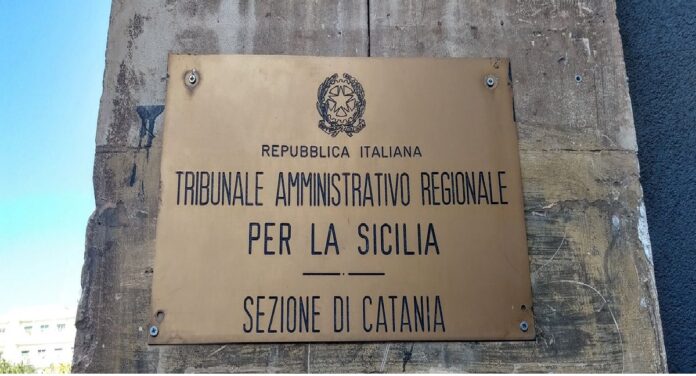 REPUBBLICA ITALIANA
TRIBUNALE AMMINISTRATIVO REGIONALE
PER LA SICILIA
SEZIONE DI CATANIA